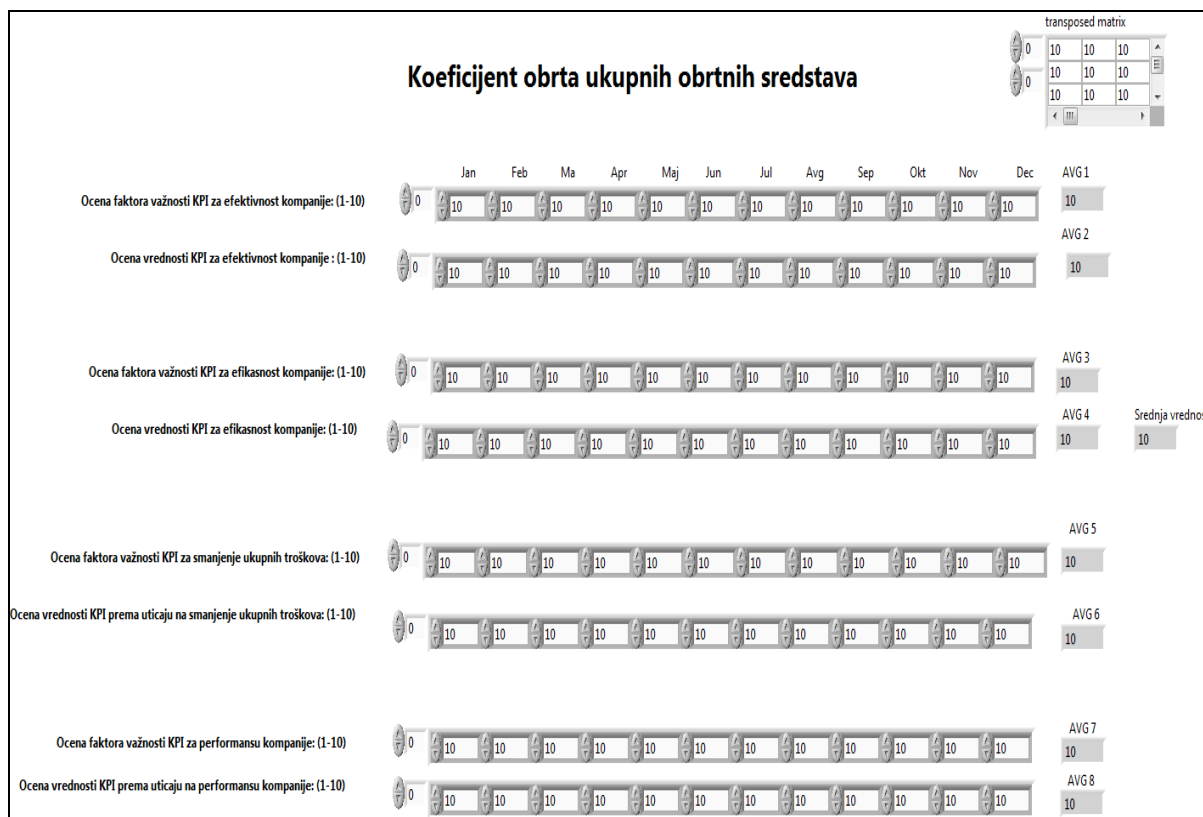 transposed matrix
0 10 10 10
0 10 10 10
10 10 10
Koeficijent obrta ukupnih obrtnih sredstava
Jan Feb Ma Apr Maj Jun Jul Avg Sep Okt Nov Dec AVG 1
Ocena faktora važnosti KPI za efektivnost kompanije: (1-10) 0 10 10 10 10 10 10 10 10 10 10 10 10 10
AVG 2
Ocena vrednosti KPI za efektivnost kompanije : (1-10) 0 10 10 10 10 10 10 10 10 10 10 10 10 10
AVG 3
Ocena faktora važnosti KPI za efikasnost kompanije: (1-10) 0 10 10 10 10 10 10 10 10 10 10 10 10 10
AVG 4 Srednja vrednos
Ocena vrednosti KPI za efikasnost kompanije: (1-10) 0 10 10 10 10 10 10 10 10 10 10 10 10 10 10
AVG 5
Ocena faktora važnosti KPI za smanjenje ukupnih troškova: (1-10) 0 10 10 10 10 10 10 10 10 10 10 10 10 10
AVG 6
Ocena vrednosti KPI prema uticaju na smanjenje ukupnih troškova: (1-10) 0 10 10 10 10 10 10 10 10 10 10 10 10 10
AVG 7
Ocena faktora važnosti KPI za performansu kompanije: (1-10) 0 10 10 10 10 10 10 10 10 10 10 10 10 10
AVG 8
Ocena vrednosti KPI prema uticaju na performansu kompanije: (1-10) 0 10 10 10 10 10 10 10 10 10 10 10 10 10